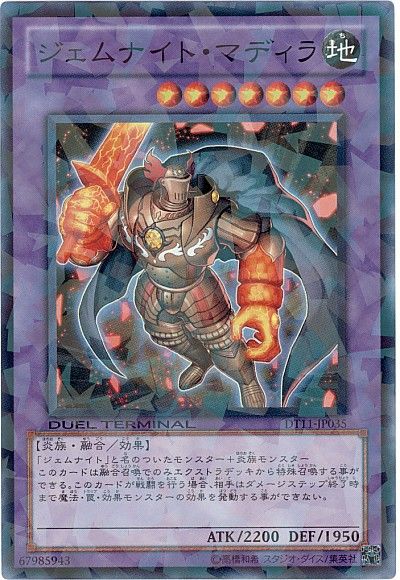 ジェムナイト・マディラ
地
DUEL TERMINAL
DT11-JP035
【炎族・融合/効果】
「ジェムナイト」と名のついたモンスター+炎族モンスター
このカードは融合召喚でのみエクストラデッキから特殊召喚する事が
できる。このカードが戦闘を行う場合、相手はダメージステップ終了時
まで魔法・罠・効果モンスターの効果を発動する事ができない。
ATK/2200 DEF/1950
67985943
©高橋和希 スタジオ・ダイス/集英社